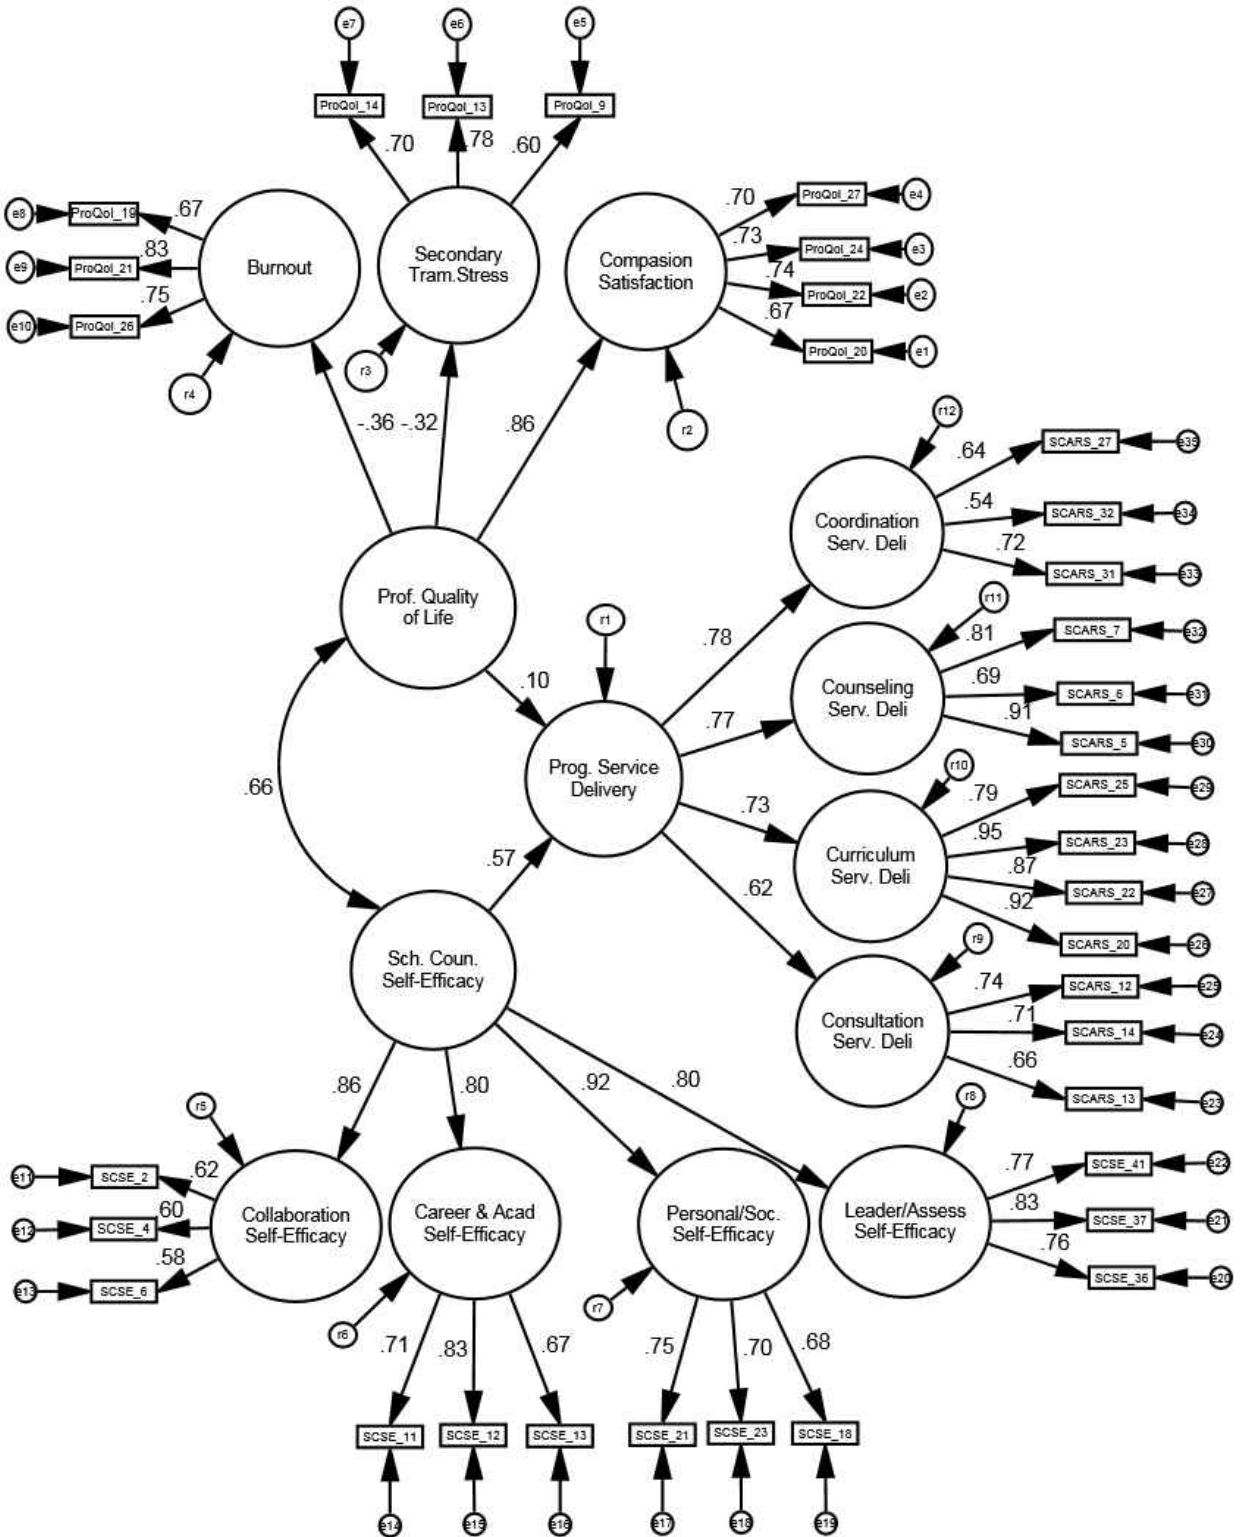 e7
e6
e5
ProQol_14
ProQol_13
ProQol_9
.70
.78
.60
e8
ProQol_19
.67
e9
ProQol_21
.83
e10
ProQol_26
.75
Burnout
Secondary
Tram.Stress
Compasion
Satisfaction
.70
ProQol_27
e4
.73
ProQol_24
e3
.74
ProQol_22
e2
.67
ProQol_20
e1
r4
r3
r2
-.36
-.32
.86
r12
Coordination
Serv. Deli
.64
SCARS_27
e35
.54
SCARS_32
e34
.72
SCARS_31
e33
Prof. Quality
of Life
r1
.78
r11
Counseling
Serv. Deli
.81
SCARS_7
e32
.69
SCARS_6
e31
.91
SCARS_5
e30
.10
.77
Prog. Service
Delivery
.66
.73
r10
Curriculum
Serv. Deli
.79
SCARS_25
e29
.95
SCARS_23
e28
.87
SCARS_22
e27
.92
SCARS_20
e26
.57
.62
Sch. Coun.
Self-Efficacy
r9
Consultation
Serv. Deli
.74
SCARS_12
e25
.71
SCARS_14
e24
.66
SCARS_13
e23
.86
.80
.92
.80
r5
r8
e11
SCSE_2
.62
e12
SCSE_4
.60
e13
SCSE_6
.58
Collaboration
Self-Efficacy
Career & Acad
Self-Efficacy
Personal/Soc.
Self-Efficacy
Leader/Assess
Self-Efficacy
.77
SCSE_41
e22
.83
SCSE_37
e21
.76
SCSE_36
e20
r6
r7
.71
.83
.67
.75
.70
.68
SCSE_11
SCSE_12
SCSE_13
SCSE_21
SCSE_23
SCSE_18
e14
e15
e16
e17
e18
e19